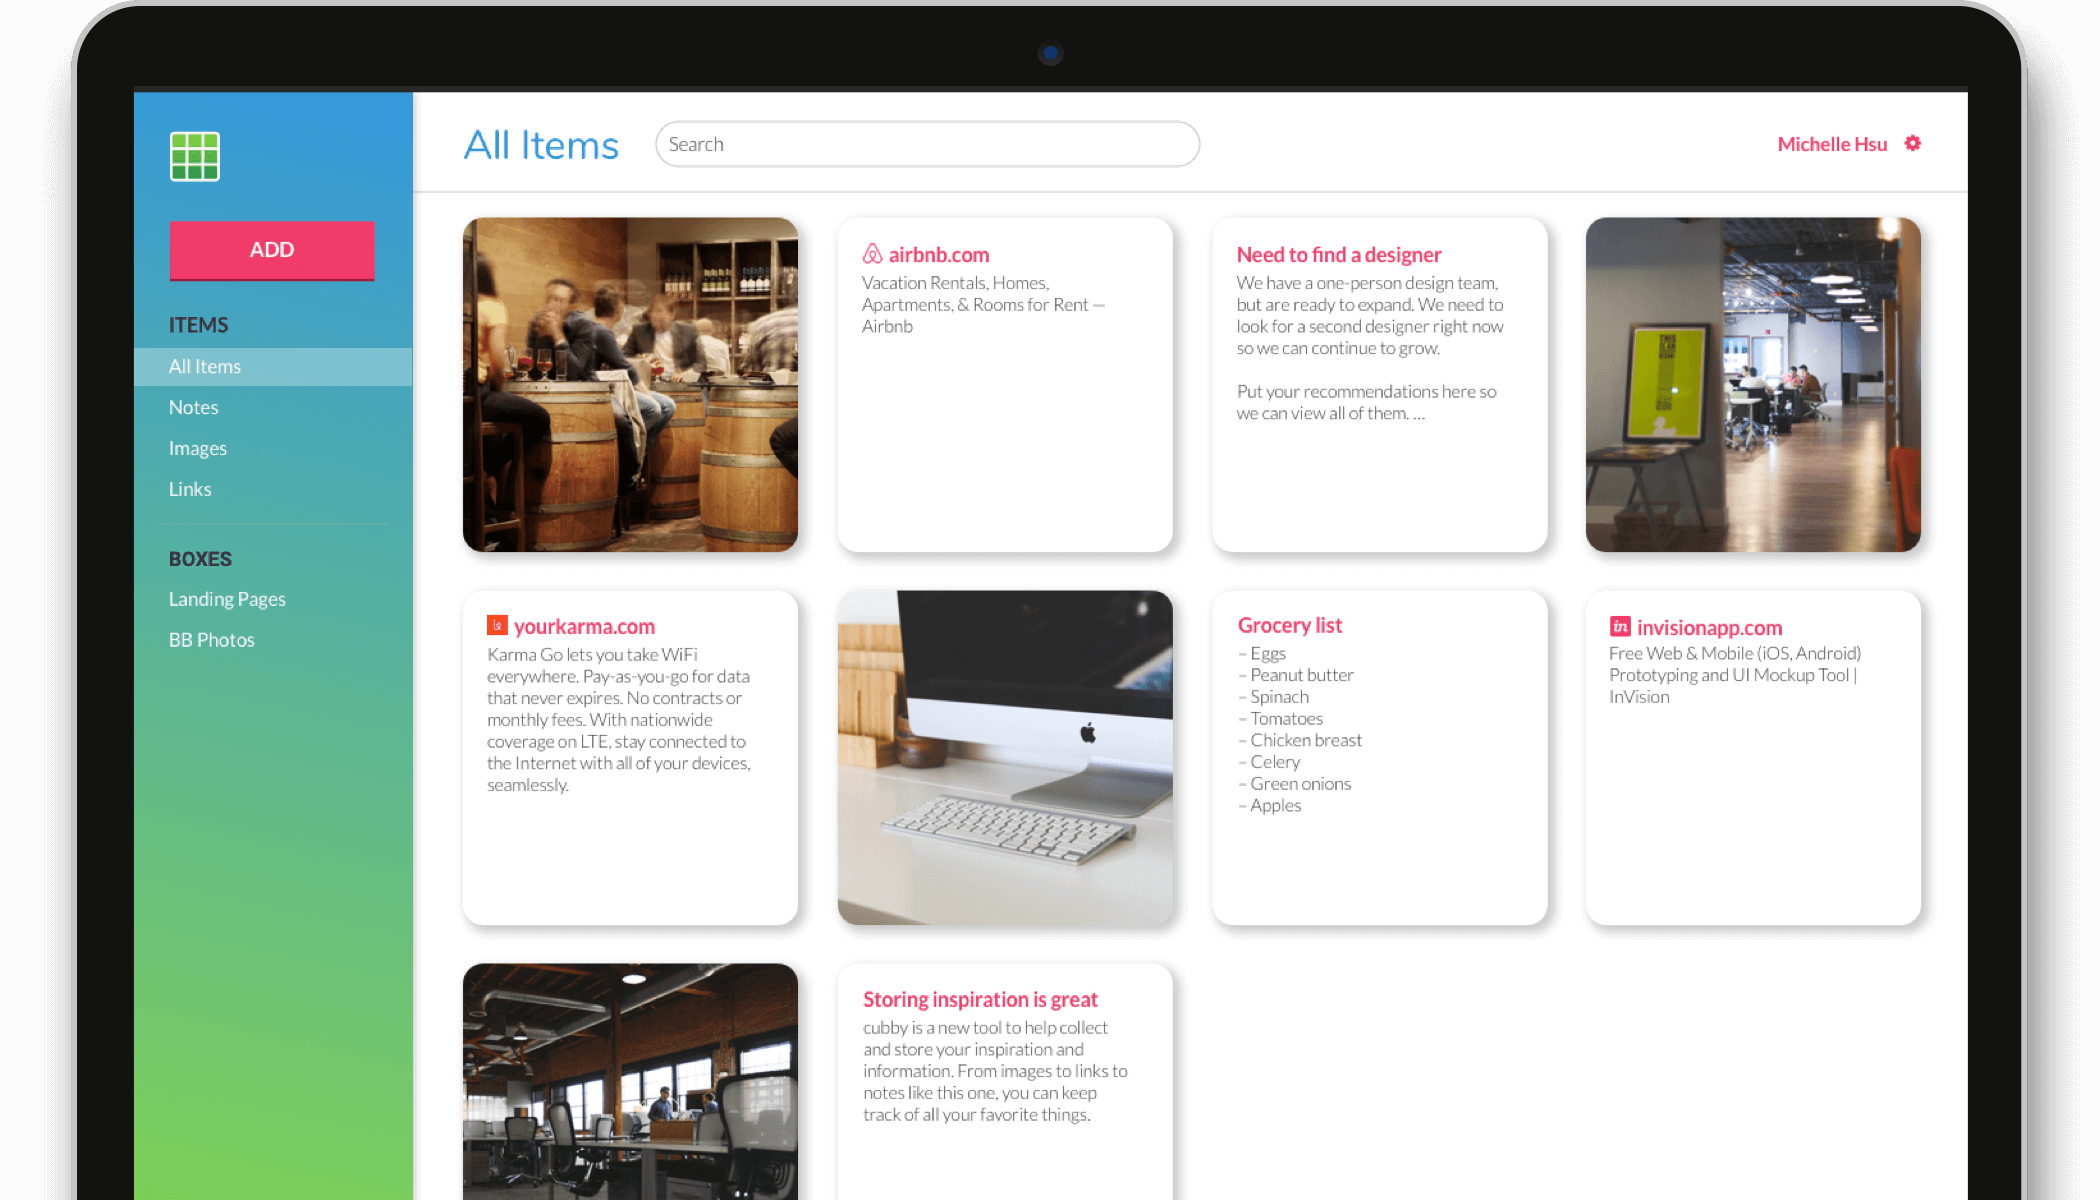 All Items
Search
Michelle Hsu
ADD
ITEMS
All Items
Notes
Images
Links
BOXES
Landing Pages
BB Photos
airbnb.com
Vacation Rentals, Homes,
Apartments, & Rooms for Rent —
Airbnb
Need to find a designer
We have a one-person design team,
but are ready to expand. We need to
look for a second designer right now
so we can continue to grow.
Put your recommendations here so
we can view all of them. ...
yourkarma.com
Karma Go lets you take WiFi
everywhere. Pay-as-you-go for data
that never expires. No contracts or
monthly fees. With nationwide
coverage on LTE, stay connected to
the Internet with all of your devices,
seamlessly.
Grocery list
– Eggs
– Peanut butter
– Spinach
– Tomatoes
– Chicken breast
– Celery
– Green onions
– Apples
in invisionapp.com
Free Web & Mobile (iOS, Android)
Prototyping and UI Mockup Tool |
InVision
Storing inspiration is great
cubby is a new tool to help collect
and store your inspiration and
information. From images to links to
notes like this one, you can keep
track of all your favorite things.